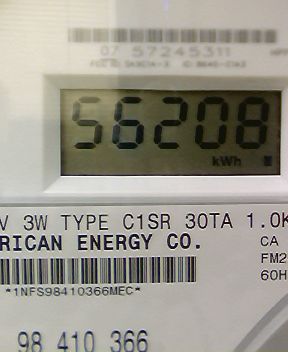 07 57245311
56208
kWh
V 3W TYPE C1SR 30TA 1.0K
RICAN ENERGY CO.
CA
FM2
60H
*1NFS98410366MEC*
98 410 366